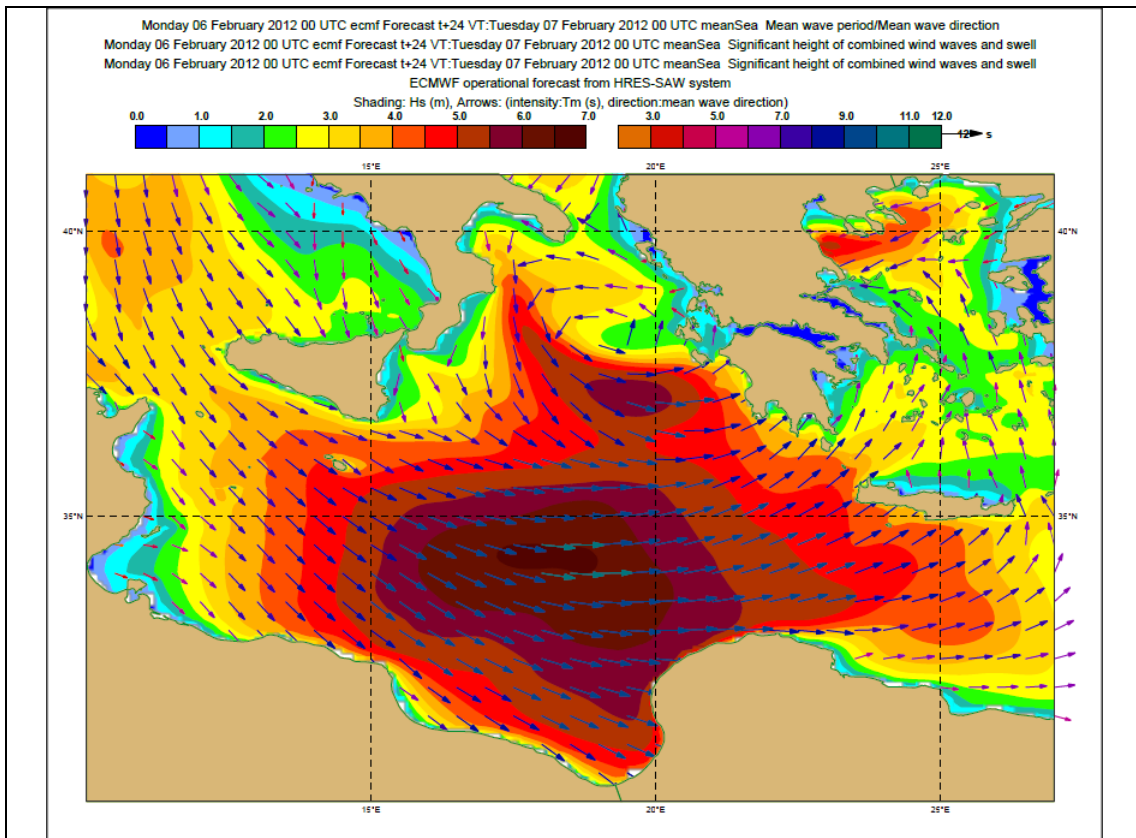 Monday 06 February 2012 00 UTC ecmf Forecast t+24 VT:Tuesday 07 February 2012 00 UTC meanSea Mean wave period/Mean wave direction
Monday 06 February 2012 00 UTC ecmf Forecast t+24 VT:Tuesday 07 February 2012 00 UTC meanSea Significant height of combined wind waves and swell
Monday 06 February 2012 00 UTC ecmf Forecast t+24 VT:Tuesday 07 February 2012 00 UTC meanSea Significant height of combined wind waves and swell
ECMWF operational forecast from HRES-SAW system
Shading: Hs (m), Arrows: (intensity:Tm (s), direction:mean wave direction)
0.0 1.0 2.0 3.0 4.0 5.0 6.0 7.0 3.0 4.0 5.0 6.0 7.0 9.0 11.0 12.0
12 s
15°E 20°E 25°E
40°N 40°N
35°N 35°N
15°E 20°E 25°E